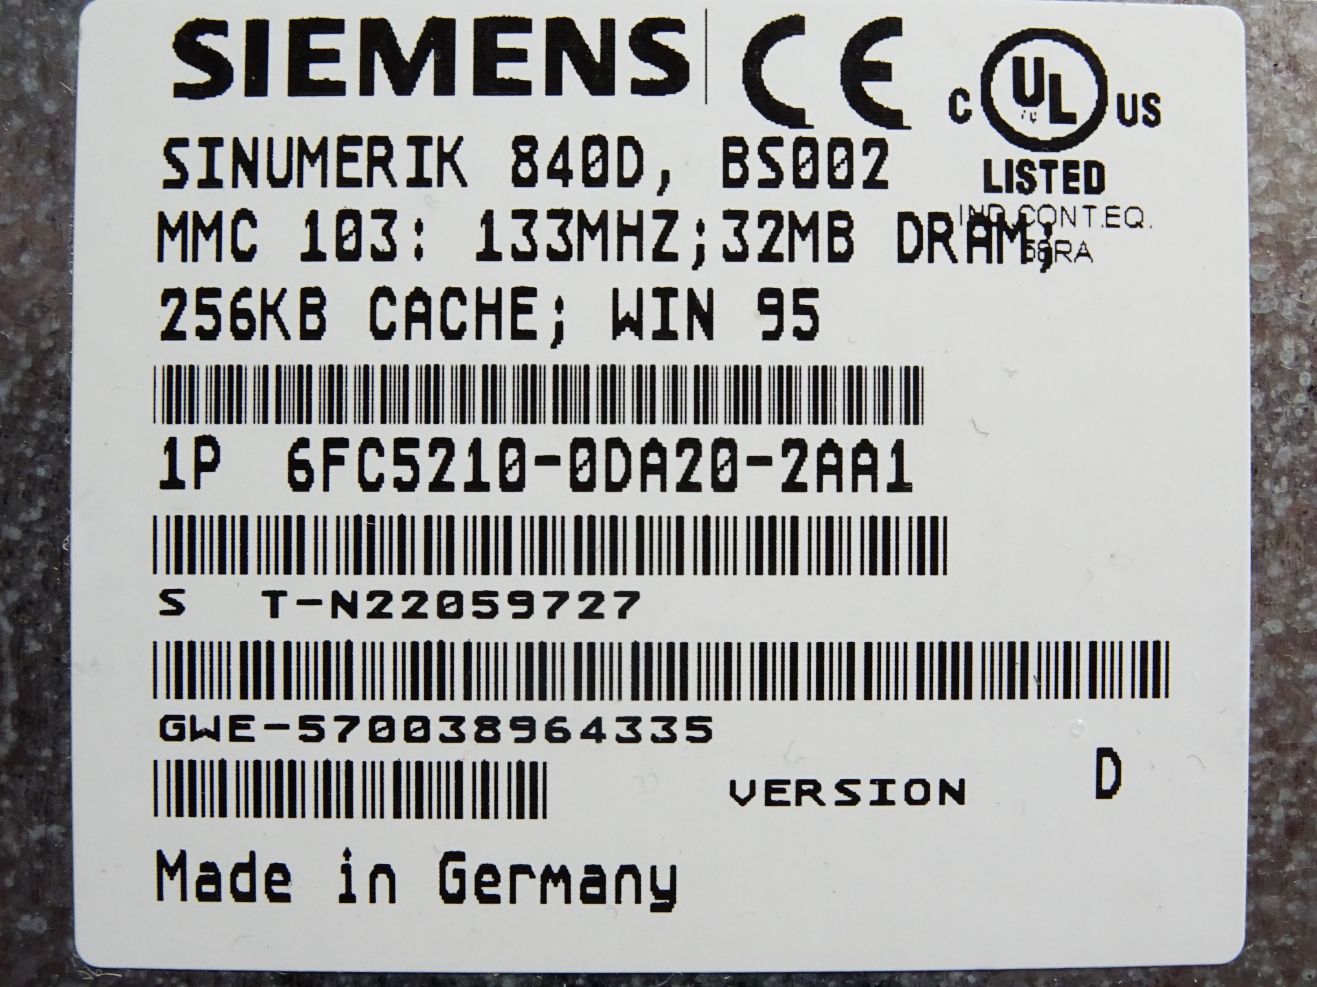 SIEMENS CE
C UL US
LISTED
IND.CONT.EQ.
SINUMERIK 840D, BS002
MMC 103: 133MHZ;32MB DRAM;
256KB CACHE; WIN 95
1P 6FC5210-0DA20-2AA1
S T-N22059727
GWE-570038964335
VERSION D
Made in Germany